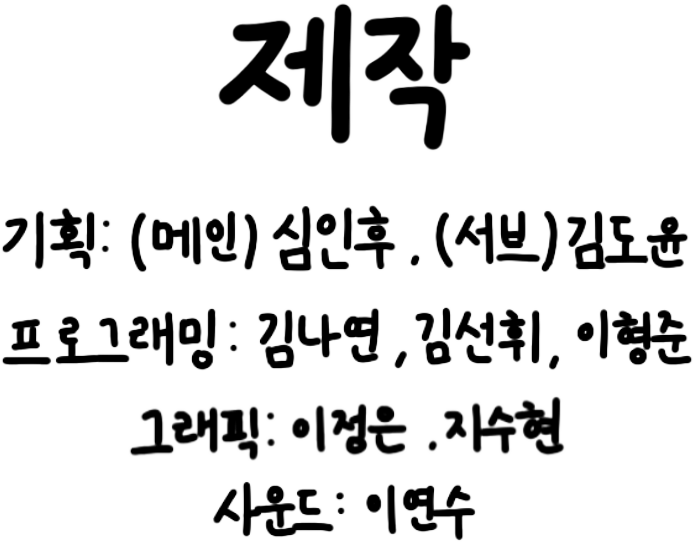 제작
기획: (메인) 심인후, (서브) 김도윤
프로그래밍: 김나연, 김선휘, 이형준
그래픽: 이정은, 지수현
사운드: 이연수